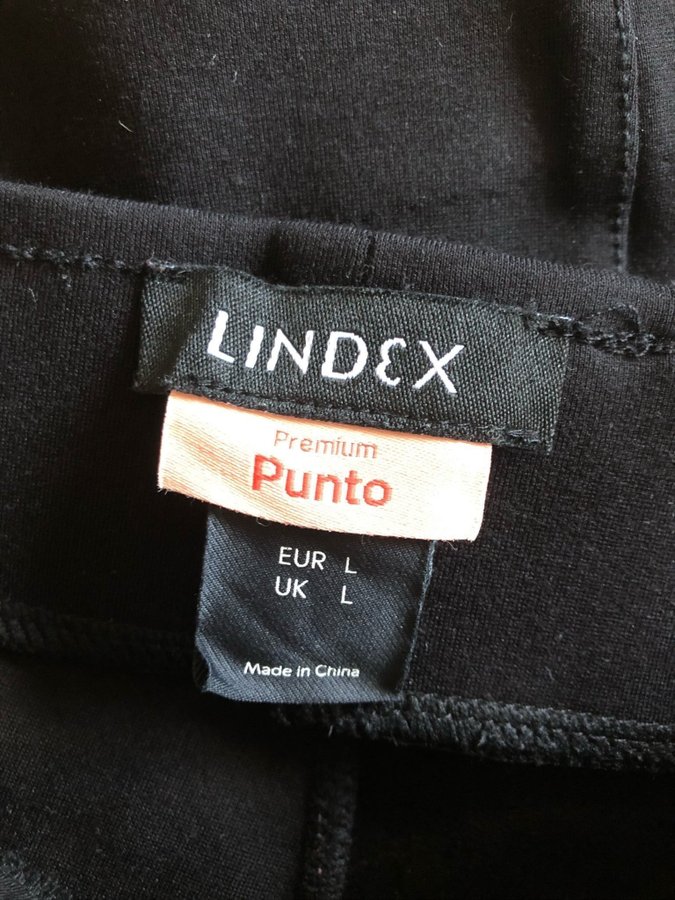 LINDEX
Premium
Punto
EUR L
UK L
Made in China